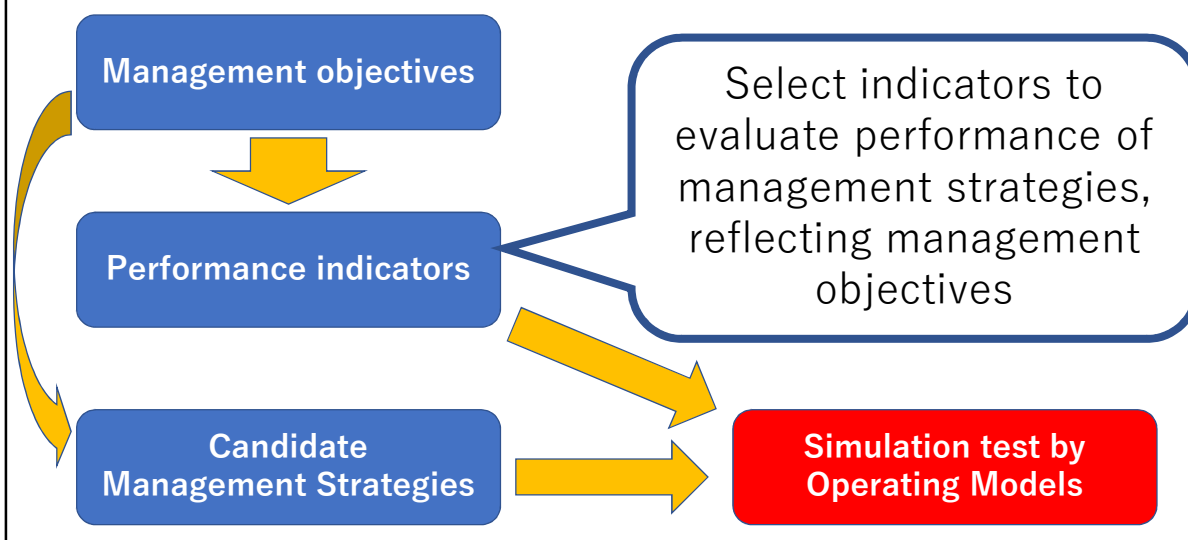 Management objectives
Select indicators to
evaluate performance of
management strategies,
reflecting management
objectives
Performance indicators
Candidate
Management Strategies
Simulation test by
Operating Models